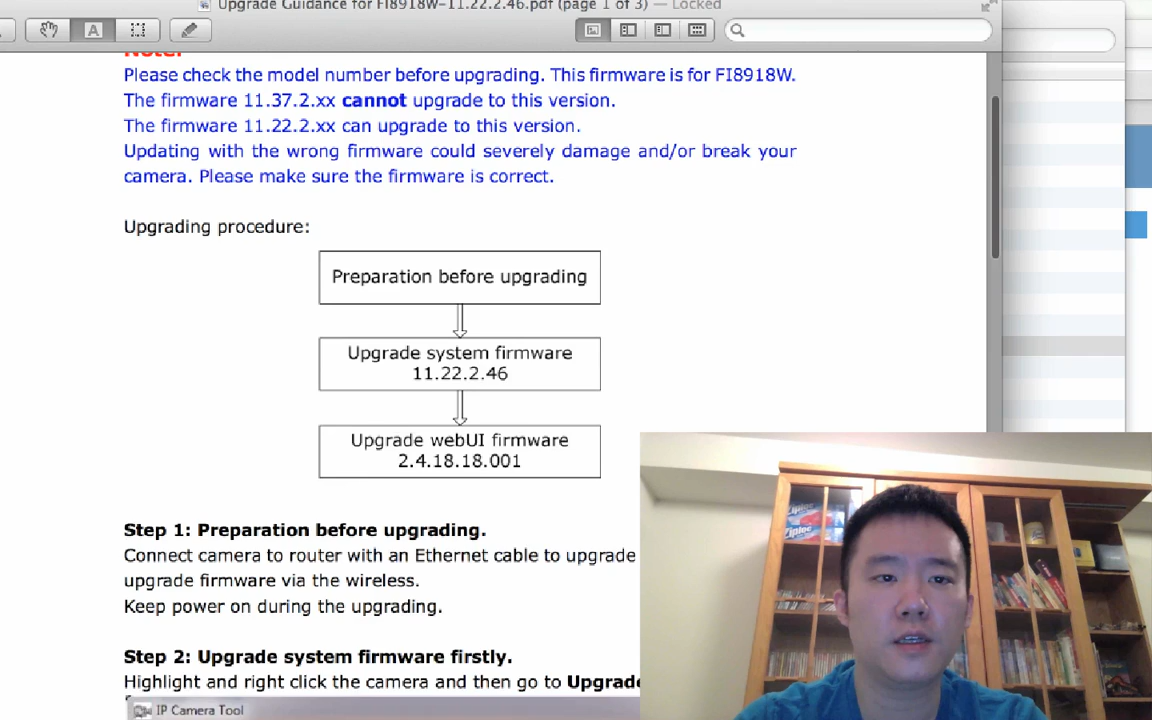 Upgrade Guidance for FI8918W-11.22.2.46.pdf (page 1 of 3) — Locked
A
Note:
Please check the model number before upgrading. This firmware is for FI8918W.
The firmware 11.37.2.xx cannot upgrade to this version.
The firmware 11.22.2.xx can upgrade to this version.
Updating with the wrong firmware could severely damage and/or break your
camera. Please make sure the firmware is correct.
Upgrading procedure:
Preparation before upgrading
Upgrade system firmware
11.22.2.46
Upgrade webUI firmware
2.4.18.18.001
Step 1: Preparation before upgrading.
Connect camera to router with an Ethernet cable to upgrade
upgrade firmware via the wireless.
Keep power on during the upgrading.
Step 2: Upgrade system firmware firstly.
Highlight and right click the camera and then go to Upgrade
IP Camera Tool
Ziploc
Ziploc